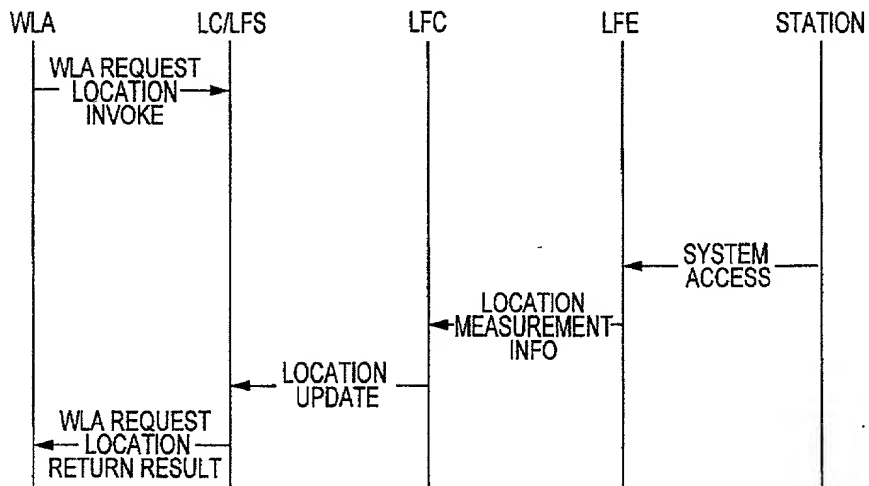 WLA LC/LFS LFC LFE STATION
WLA REQUEST
LOCATION
INVOKE
SYSTEM
ACCESS
LOCATION
MEASUREMENT
INFO
LOCATION
UPDATE
WLA REQUEST
LOCATION
RETURN RESULT